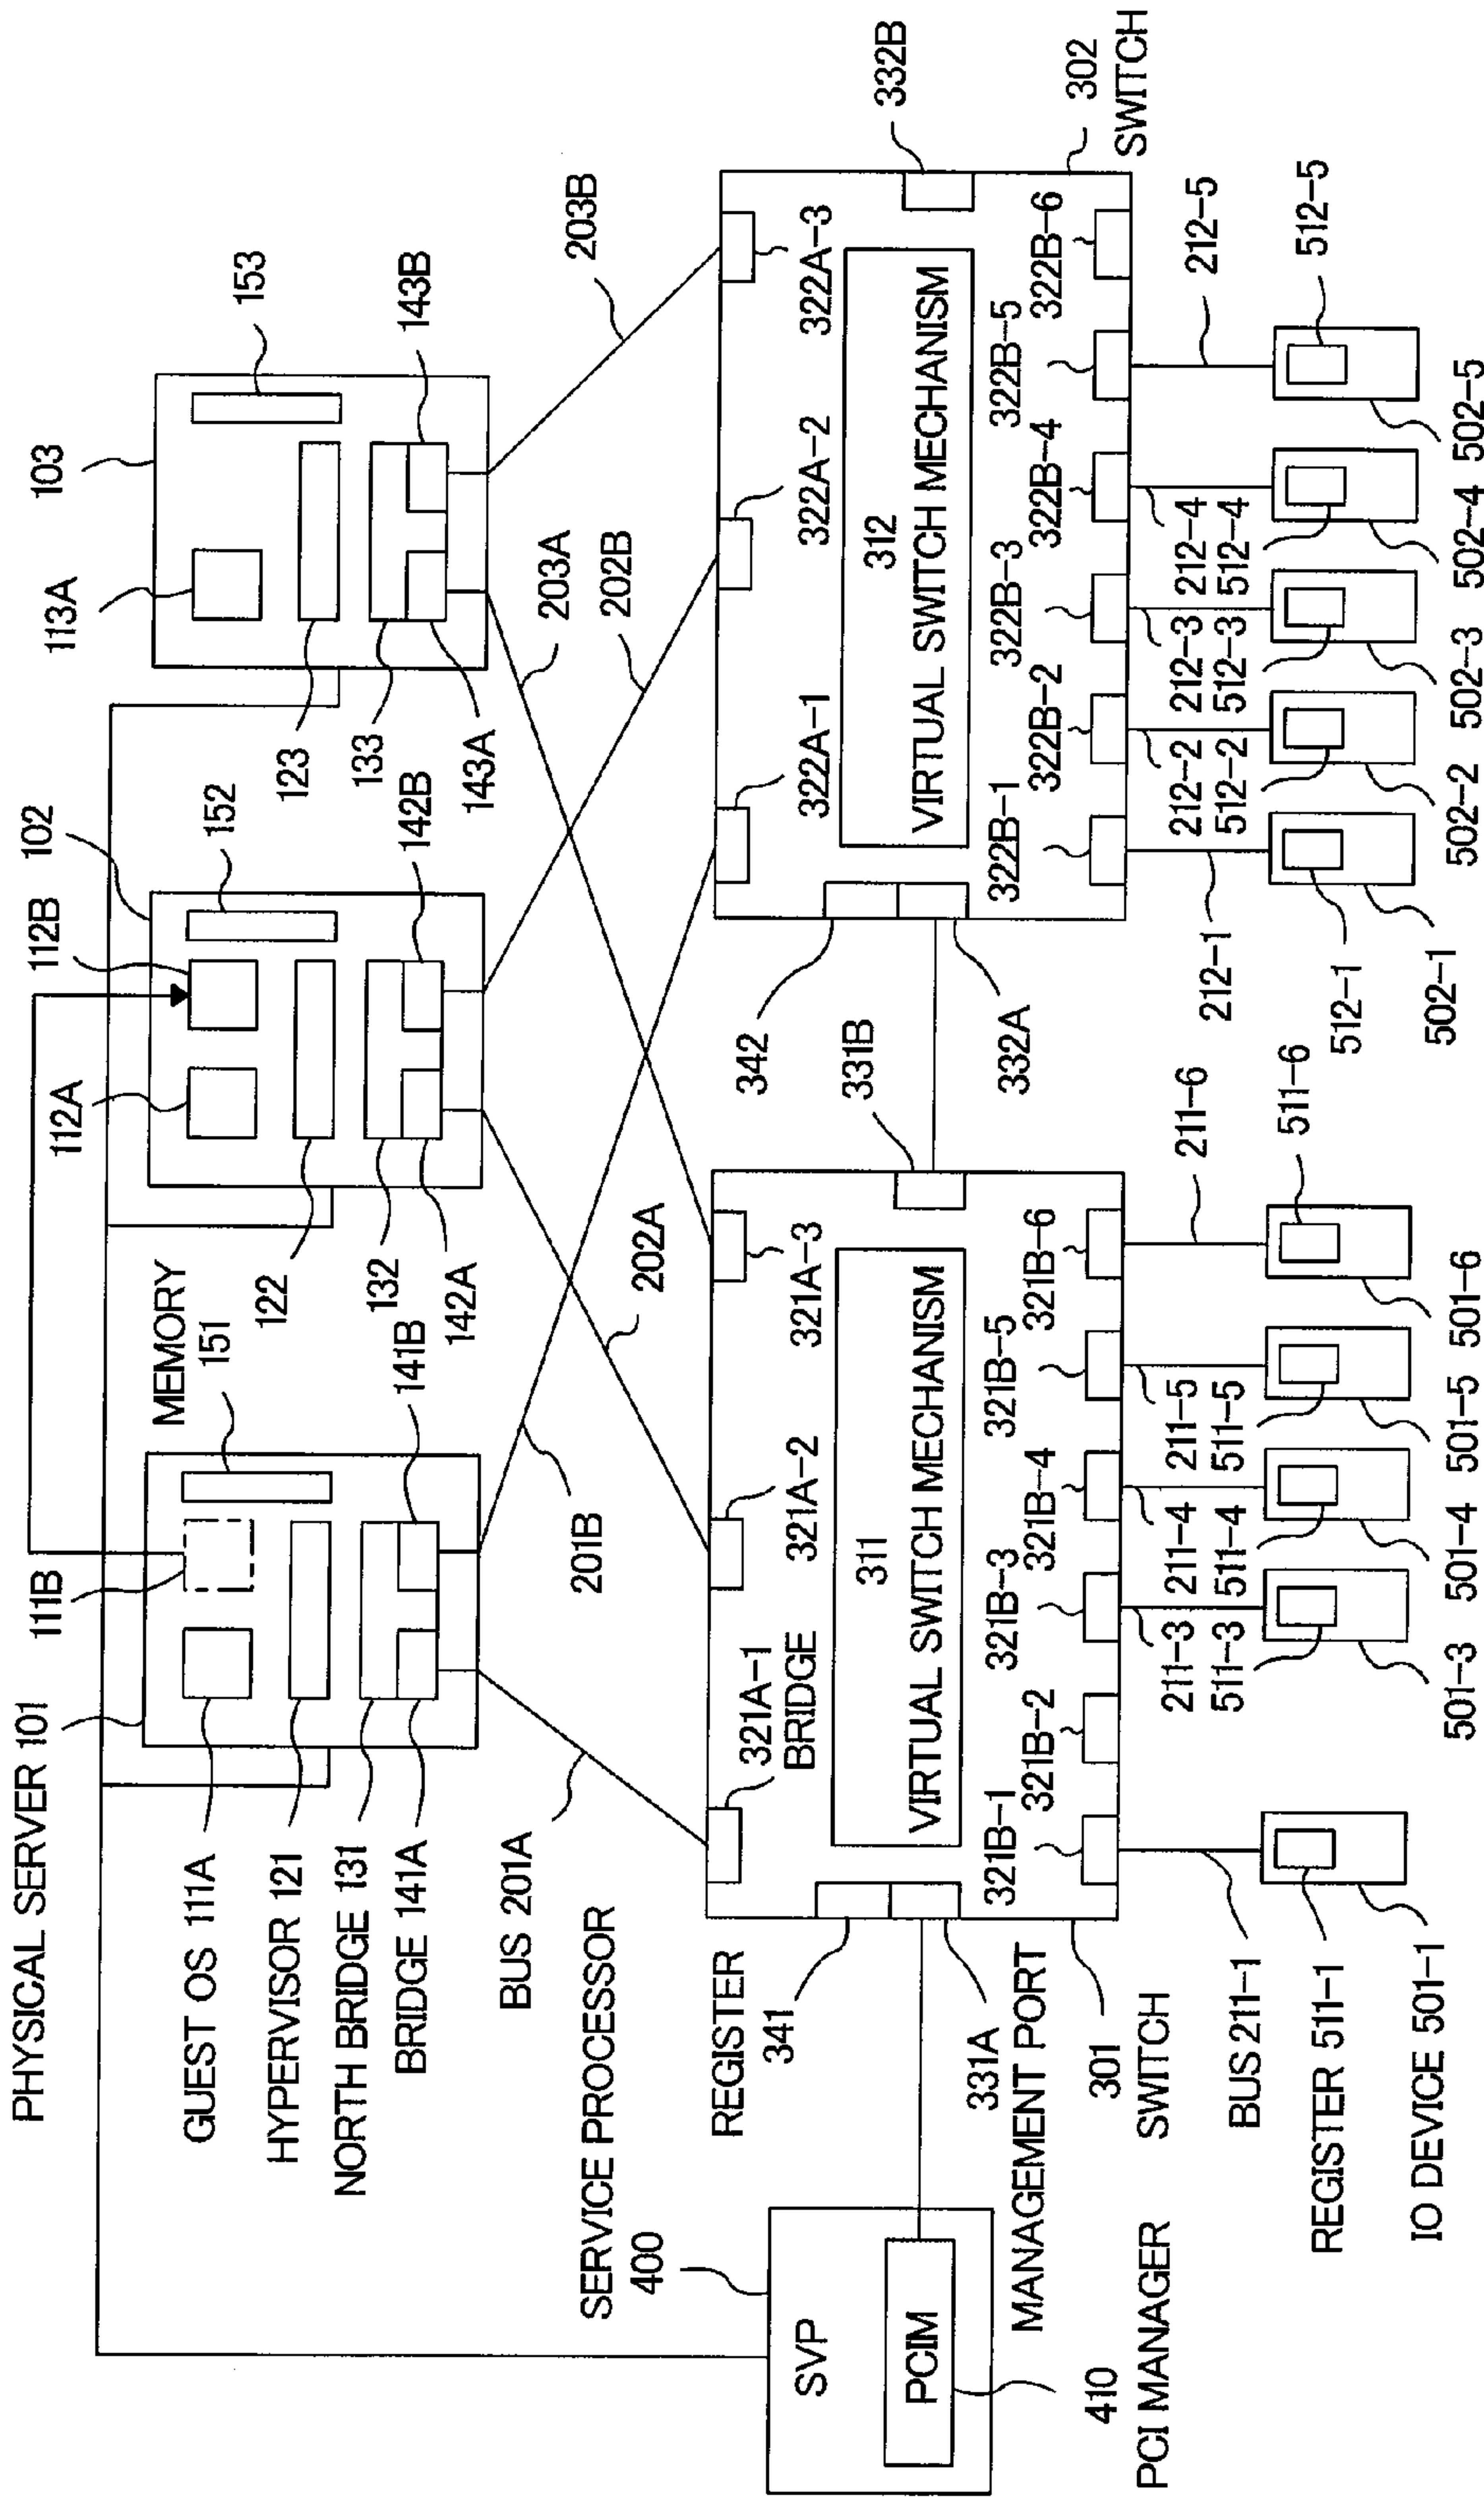 PHYSICAL SERVER 101
GUEST OS 111A
HYPERVISOR 121
NORTH BRIDGE 131
BRIDGE 141A
BUS 201A
111B
MEMORY
151
141B
201B
112A
112B
102
152
122
132
142A
142B
202A
202B
113A
103
153
123
133
143A
143B
203A
203B
SERVICE PROCESSOR
400
SVP
PCIM
410
PCI MANAGER
REGISTER
341
331A
MANAGEMENT PORT
301
SWITCH
321A-1
BRIDGE
321A-2
321A-3
311
VIRTUAL SWITCH MECHANISM
331B
321B-1
321B-2
321B-3
321B-4
321B-5
321B-6
BUS 211-1
REGISTER 511-1
IO DEVICE 501-1
211-3
511-3
501-3
211-4
511-4
501-4
211-5
511-5
501-5
211-6
511-6
501-6
342
332A
322A-1
322A-2
322A-3
312
VIRTUAL SWITCH MECHANISM
332B
302
SWITCH
322B-1
322B-2
322B-3
322B-4
322B-5
322B-6
212-1
512-1
502-1
212-2
512-2
502-2
212-3
512-3
502-3
212-4
512-4
502-4
212-5
512-5
502-5